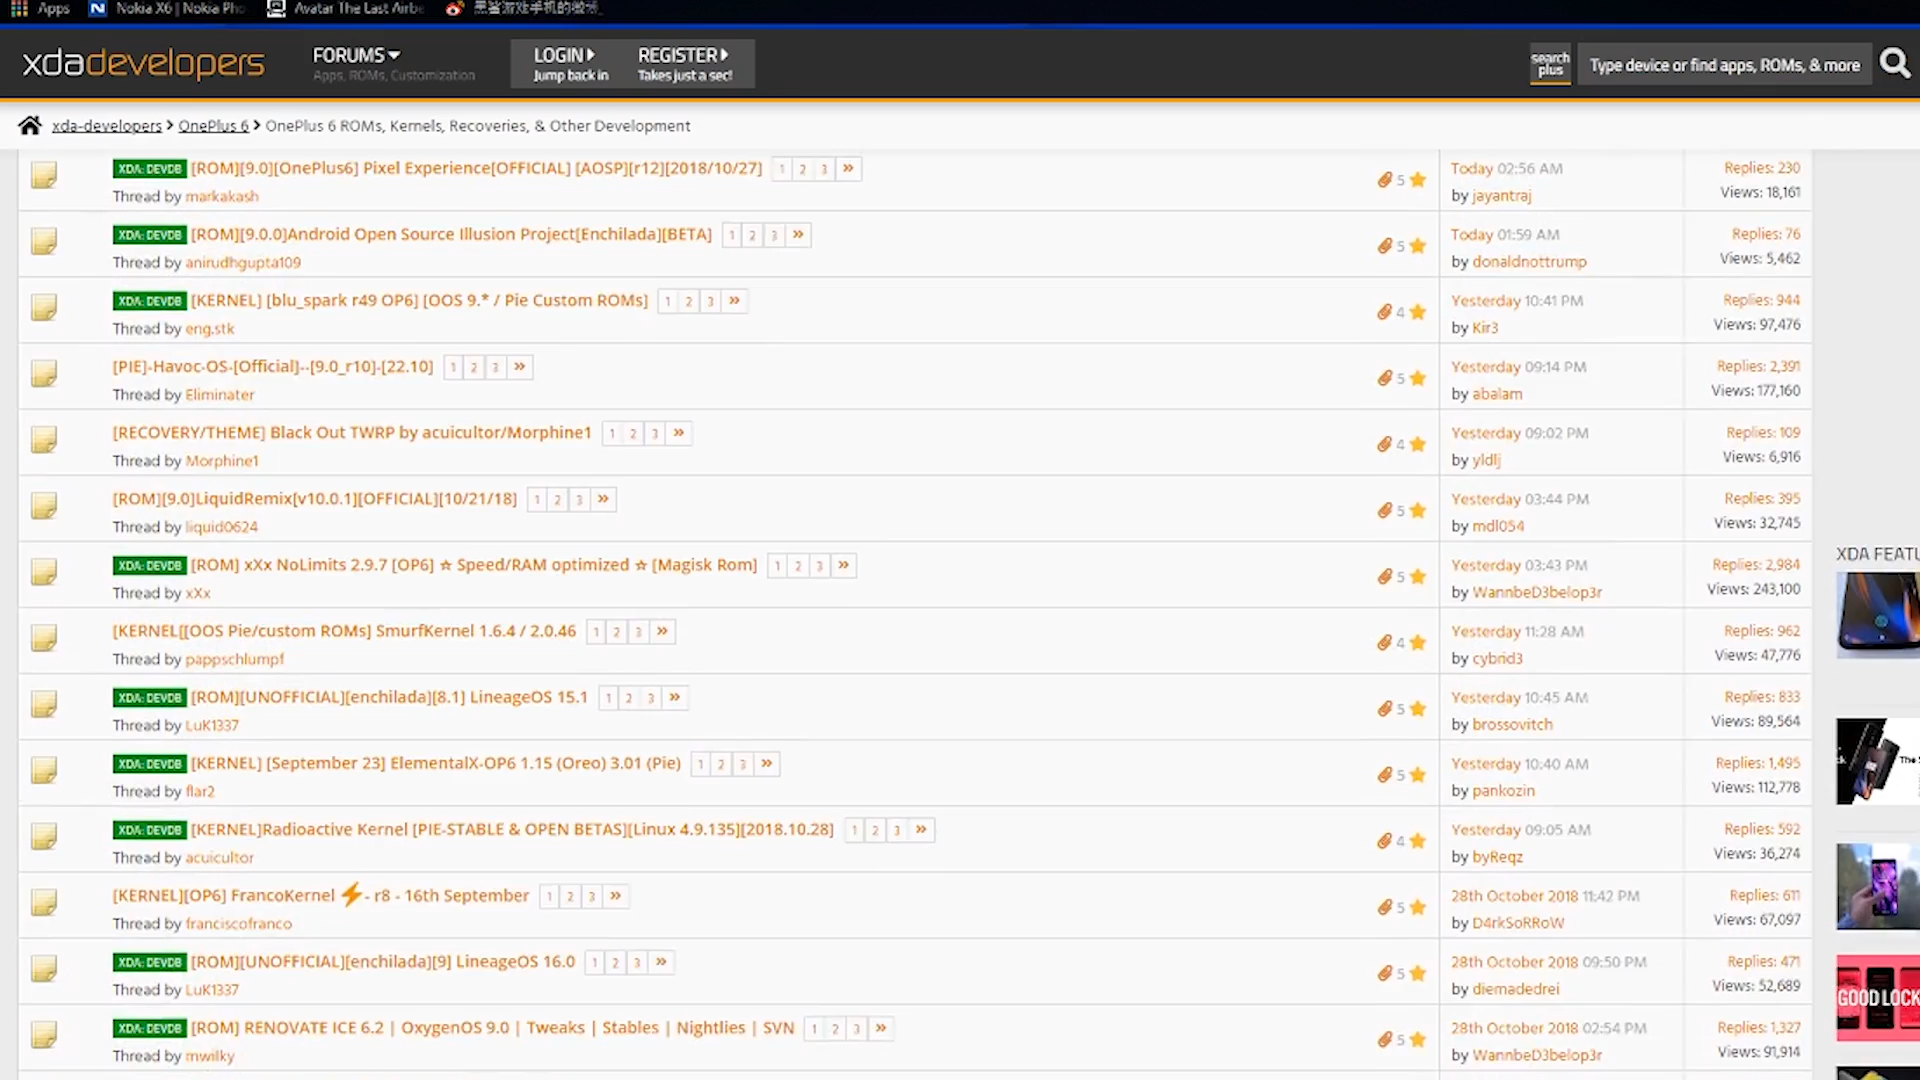 Apps Nokia X6 | Nokia Pho Avatar The Last Airbe
xdadevelopers FORUMS LOGIN REGISTER search plus Type device or find apps, ROMs, & more
Apps, ROMs, Customization Jump back in Takes just a sec!
xda-developers > OnePlus 6 > OnePlus 6 ROMs, Kernels, Recoveries, & Other Development
XDA: DEVDB [ROM][9.0][OnePlus6] Pixel Experience[OFFICIAL] [AOSP][r12][2018/10/27] 1 2 3 » 5 Today 02:56 AM Replies: 230
Thread by markakash by jayantraj Views: 18,161
XDA: DEVDB [ROM][9.0.0]Android Open Source Illusion Project[Enchilada][BETA] 1 2 3 » 5 Today 01:59 AM Replies: 76
Thread by anirudhgupta109 by donaldnottrump Views: 5,462
XDA: DEVDB [KERNEL] [blu_spark r49 OP6] [OOS 9.* / Pie Custom ROMs] 1 2 3 » 4 Yesterday 10:41 PM Replies: 944
Thread by eng.stk by Kir3 Views: 97,476
[PIE]-Havoc-OS-[Official]--[9.0_r10]-[22.10] 1 2 3 » 5 Yesterday 09:14 PM Replies: 2,391
Thread by Eliminater by abalam Views: 177,160
[RECOVERY/THEME] Black Out TWRP by acuicultor/Morphine1 1 2 3 » 4 Yesterday 09:02 PM Replies: 109
Thread by Morphine1 by yldlj Views: 6,916
[ROM][9.0]LiquidRemix[v10.0.1][OFFICIAL][10/21/18] 1 2 3 » 5 Yesterday 03:44 PM Replies: 395
Thread by liquid0624 by mdl054 Views: 32,745
XDA: DEVDB [ROM] xXx NoLimits 2.9.7 [OP6] ☆ Speed/RAM optimized ☆ [Magisk Rom] 1 2 3 » 5 Yesterday 03:43 PM Replies: 2,984
Thread by xXx by WannbeD3belop3r Views: 243,100
[KERNEL[[OOS Pie/custom ROMs] SmurfKernel 1.6.4 / 2.0.46 1 2 3 » 4 Yesterday 11:28 AM Replies: 962
Thread by pappschlumpf by cybrid3 Views: 47,776
XDA: DEVDB [ROM][UNOFFICIAL][enchilada][8.1] LineageOS 15.1 1 2 3 » 5 Yesterday 10:45 AM Replies: 833
Thread by LuK1337 by brossovitch Views: 89,564
XDA: DEVDB [KERNEL] [September 23] ElementalX-OP6 1.15 (Oreo) 3.01 (Pie) 1 2 3 » 5 Yesterday 10:40 AM Replies: 1,495
Thread by flar2 by pankozin Views: 112,778
XDA: DEVDB [KERNEL]Radioactive Kernel [PIE-STABLE & OPEN BETAS][Linux 4.9.135][2018.10.28] 1 2 3 » 4 Yesterday 09:05 AM Replies: 592
Thread by acuicultor by byReqz Views: 36,274
[KERNEL][OP6] FrancoKernel ⚡- r8 - 16th September 1 2 3 » 5 28th October 2018 11:42 PM Replies: 611
Thread by franciscofranco by D4rkSoRRoW Views: 67,097
XDA: DEVDB [ROM][UNOFFICIAL][enchilada][9] LineageOS 16.0 1 2 3 » 5 28th October 2018 09:50 PM Replies: 471
Thread by LuK1337 by diemadedrei Views: 52,689
XDA: DEVDB [ROM] RENOVATE ICE 6.2 | OxygenOS 9.0 | Tweaks | Stables | Nightlies | SVN 1 2 3 » 5 28th October 2018 02:54 PM Replies: 1,327
Thread by mwilky by WannbeD3belop3r Views: 91,914
XDA FEATU
The S
GOOD LOCK